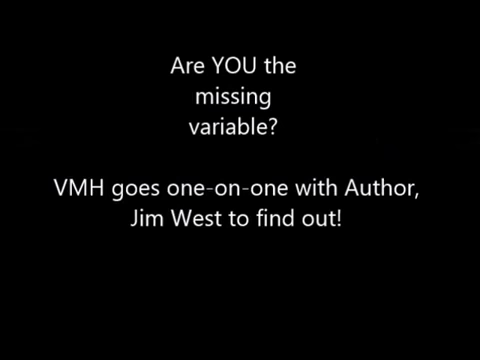 Are YOU the
missing
variable?
VMH goes one-on-one with Author,
Jim West to find out!